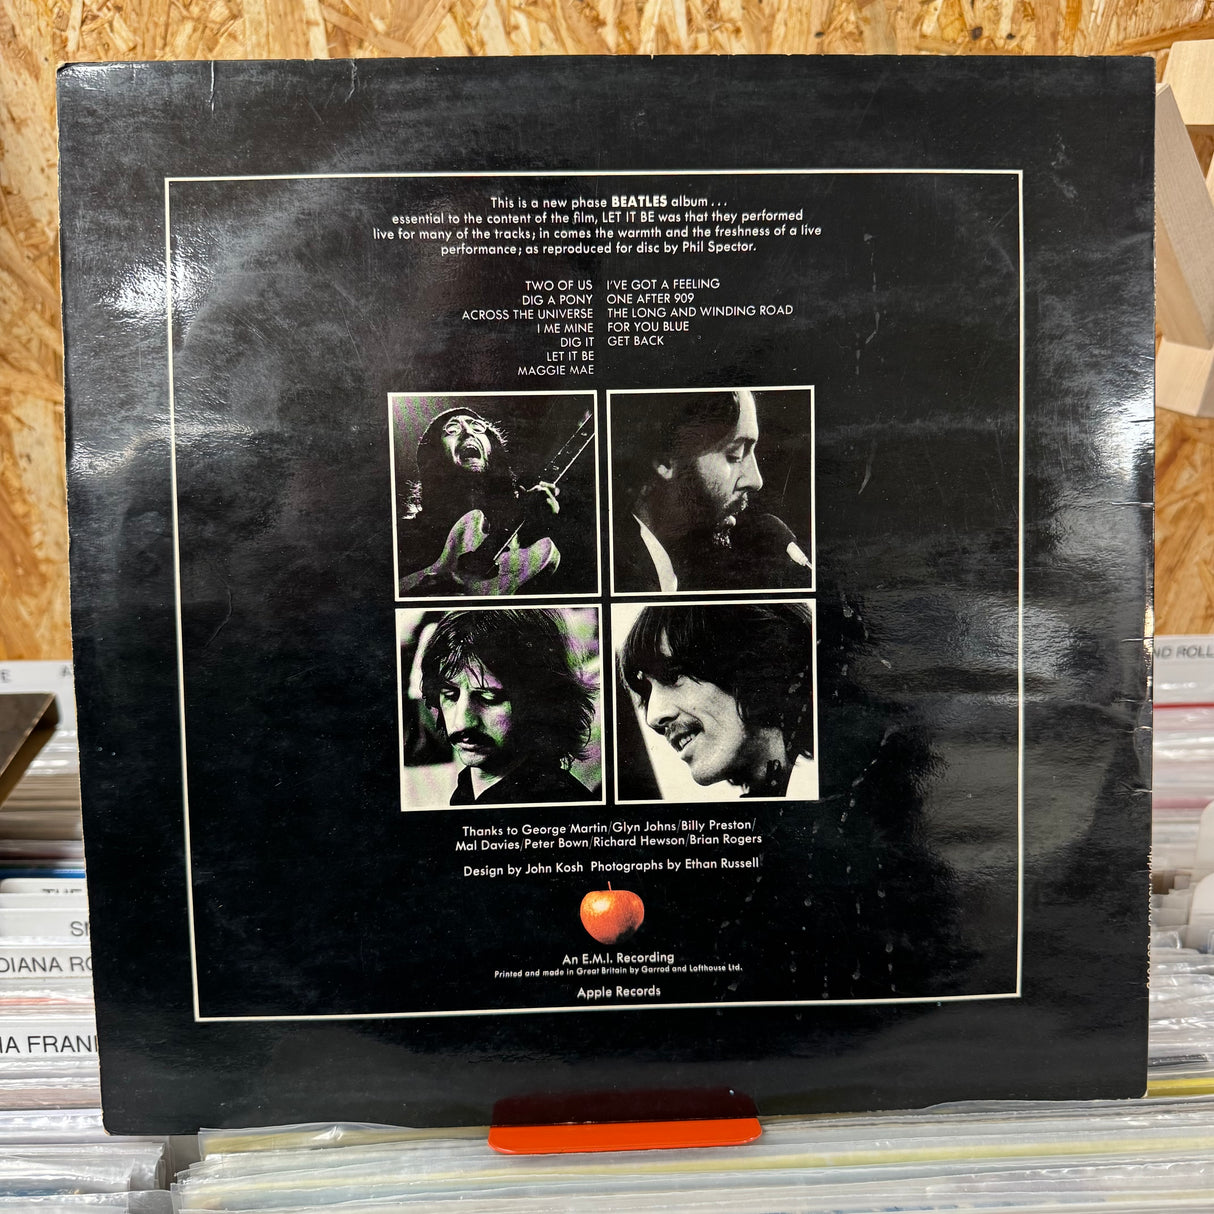 This is a new phase BEATLES album . . .
essential to the content of the film, LET IT BE was that they performed
live for many of the tracks; in comes the warmth and the freshness of a live
performance; as reproduced for disc by Phil Spector.
TWO OF US
DIG A PONY
ACROSS THE UNIVERSE
I ME MINE
DIG IT
LET IT BE
MAGGIE MAE
I'VE GOT A FEELING
ONE AFTER 909
THE LONG AND WINDING ROAD
FOR YOU BLUE
GET BACK
Thanks to George Martin/Glyn Johns/Billy Preston/
Mal Davies/Peter Bown/Richard Hewson/Brian Rogers
Design by John Kosh Photographs by Ethan Russell
An E.M.I. Recording
Printed and made in Great Britain by Garrod and Lofthouse Ltd.
Apple Records
ND ROLL
THE
S
DIANA RO
IA FRAN